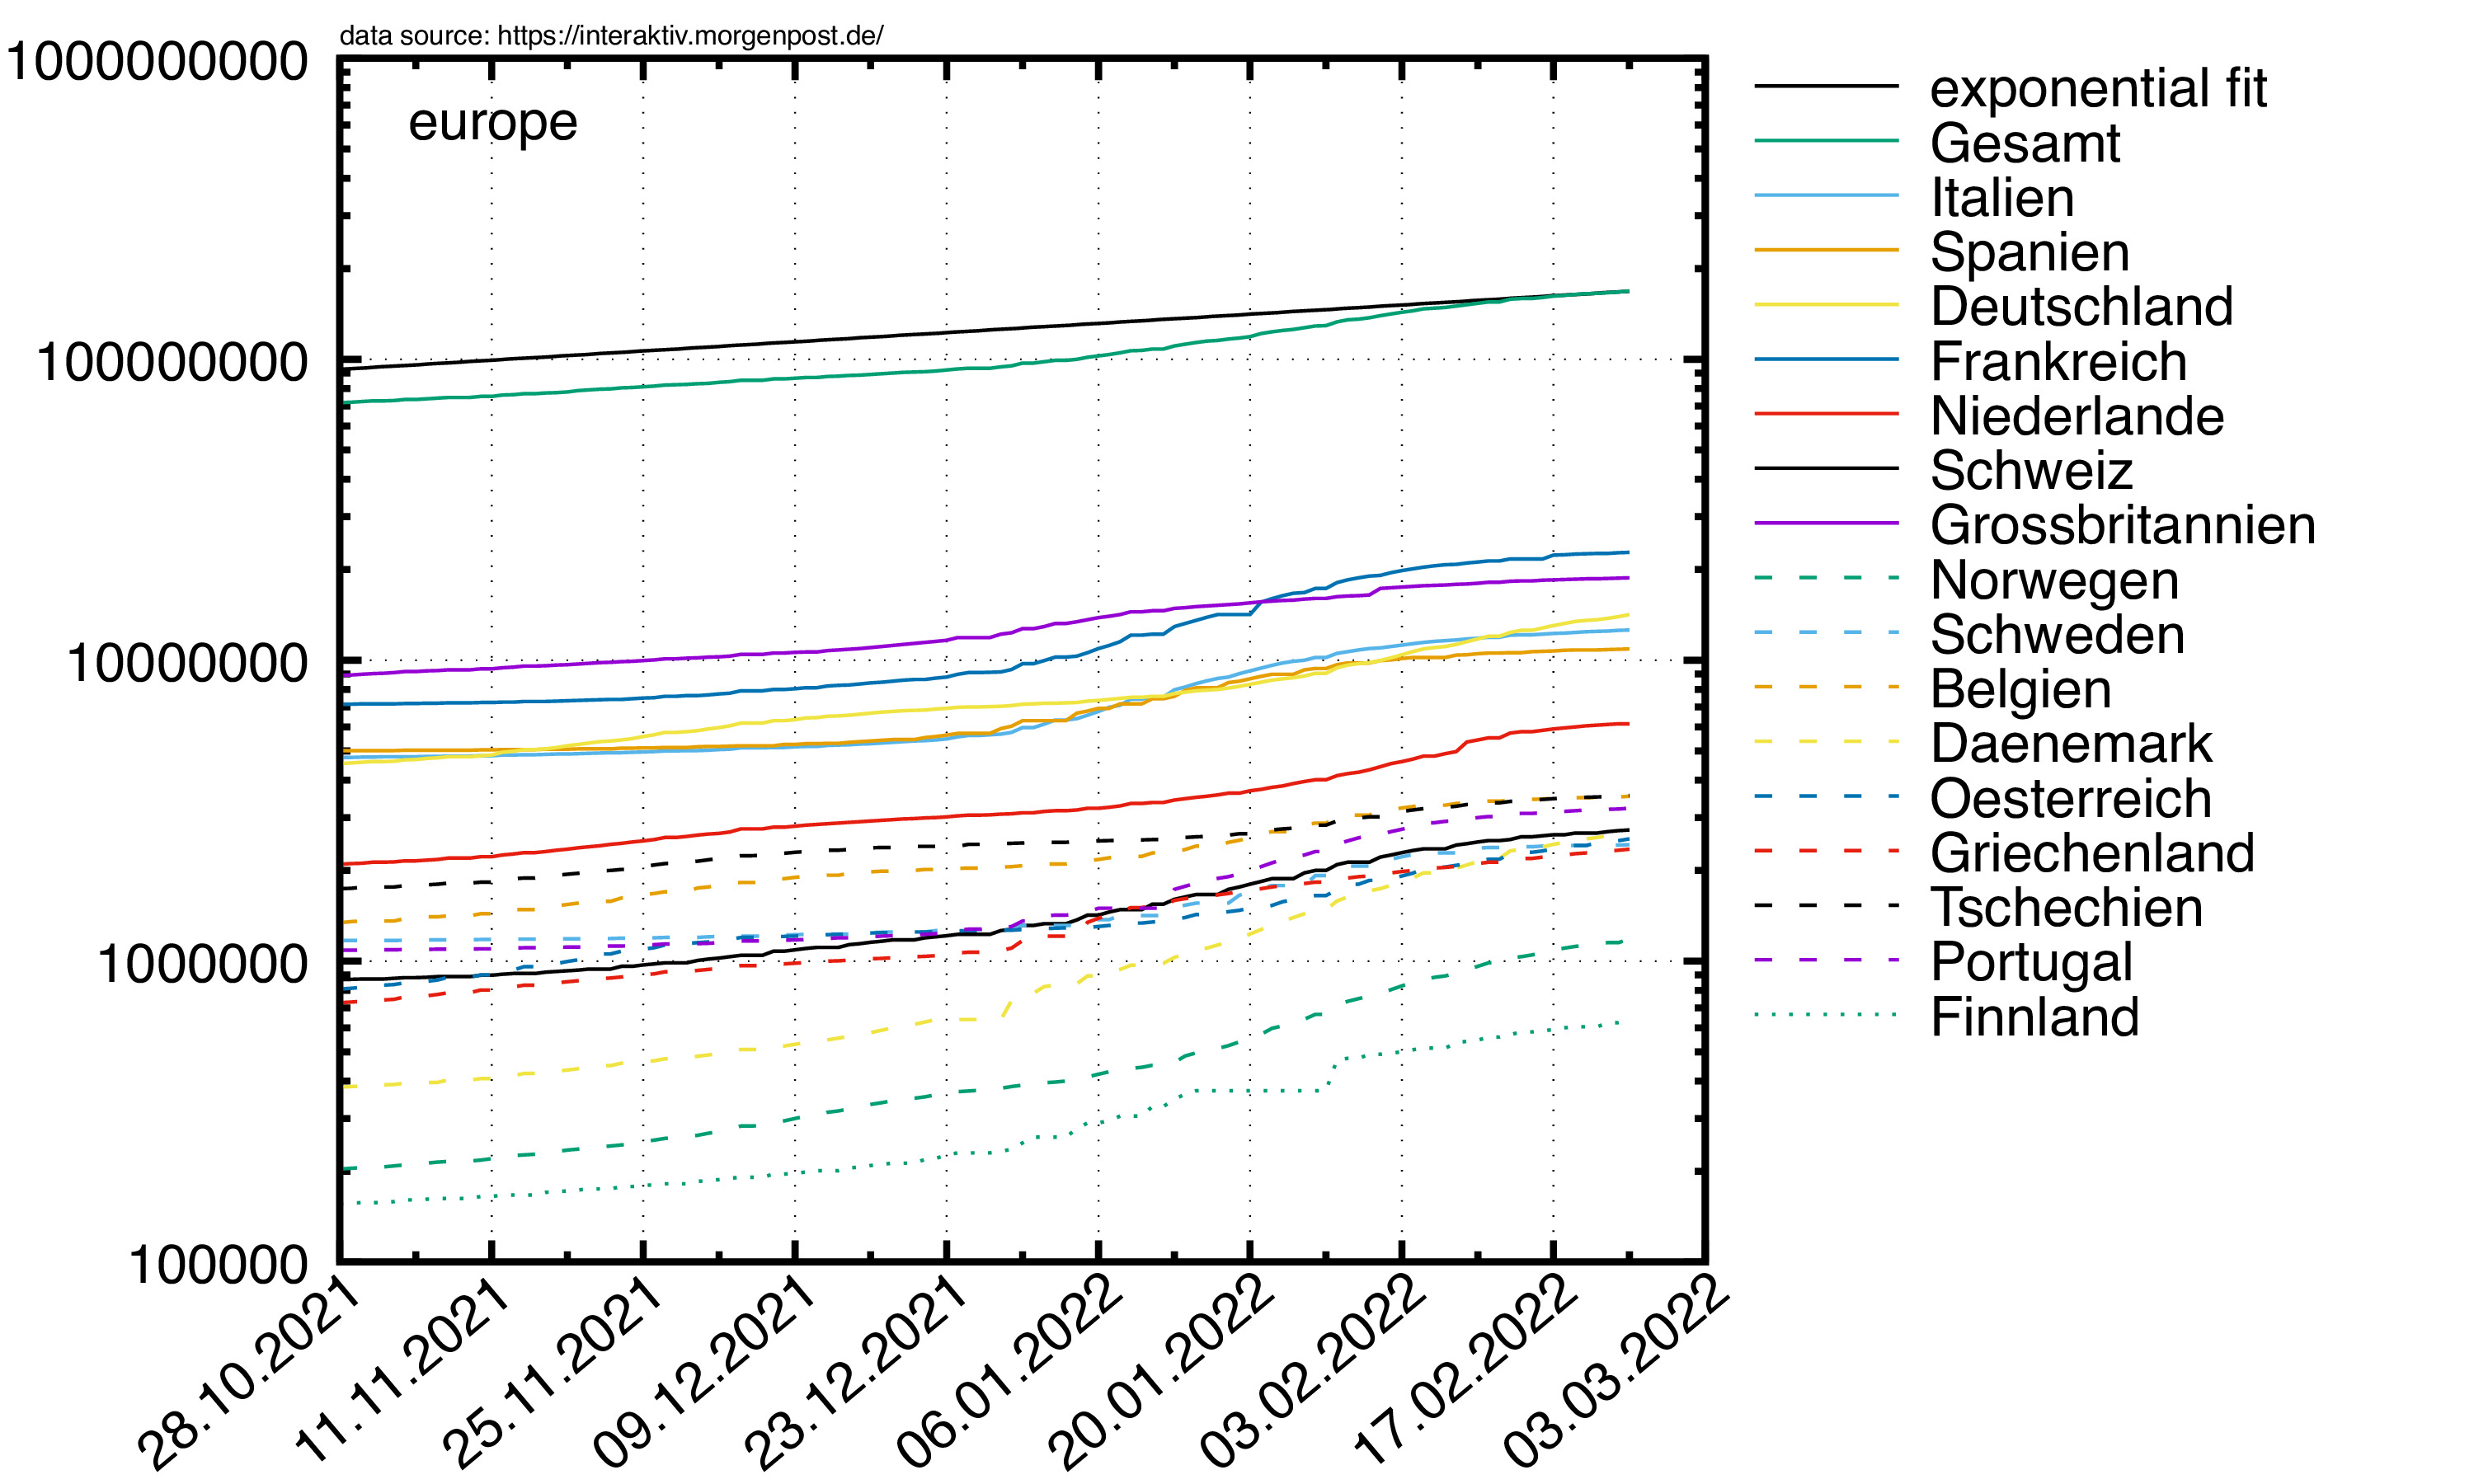 data source: https://interaktiv.morgenpost.de/
1000000000
100000000
10000000
1000000
100000
europe
28.10.2021
11.11.2021
25.11.2021
09.12.2021
23.12.2021
06.01.2022
20.01.2022
03.02.2022
17.02.2022
03.03.2022
exponential fit
Gesamt
Italien
Spanien
Deutschland
Frankreich
Niederlande
Schweiz
Grossbritannien
Norwegen
Schweden
Belgien
Daenemark
Oesterreich
Griechenland
Tschechien
Portugal
Finnland